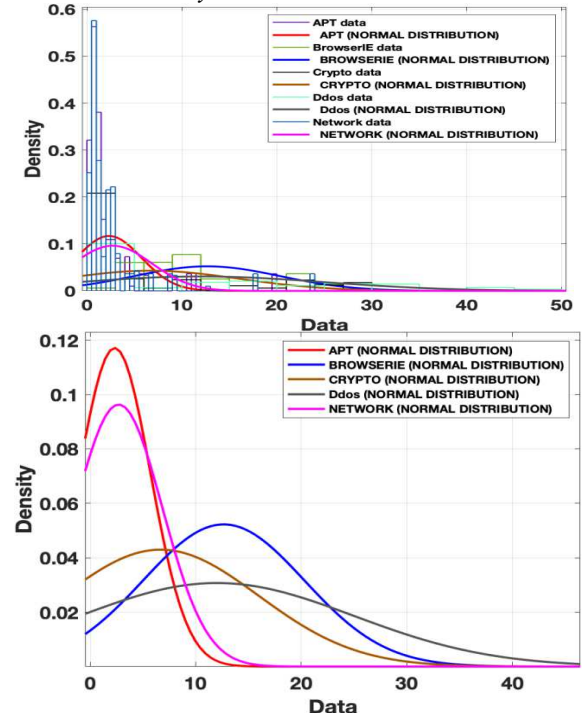 0.6
0.5
0.4
0.3
0.2
0.1
0
Density
APT data
APT (NORMAL DISTRIBUTION)
BrowserIE data
BROWSERIE (NORMAL DISTRIBUTION)
Crypto data
CRYPTO (NORMAL DISTRIBUTION)
Ddos data
Ddos (NORMAL DISTRIBUTION)
Network data
NETWORK (NORMAL DISTRIBUTION)
0 10 20 30 40 50
Data
0.12
0.1
0.08
0.06
0.04
0.02
Density
APT (NORMAL DISTRIBUTION)
BROWSERIE (NORMAL DISTRIBUTION)
CRYPTO (NORMAL DISTRIBUTION)
Ddos (NORMAL DISTRIBUTION)
NETWORK (NORMAL DISTRIBUTION)
0 10 20 30 40
Data